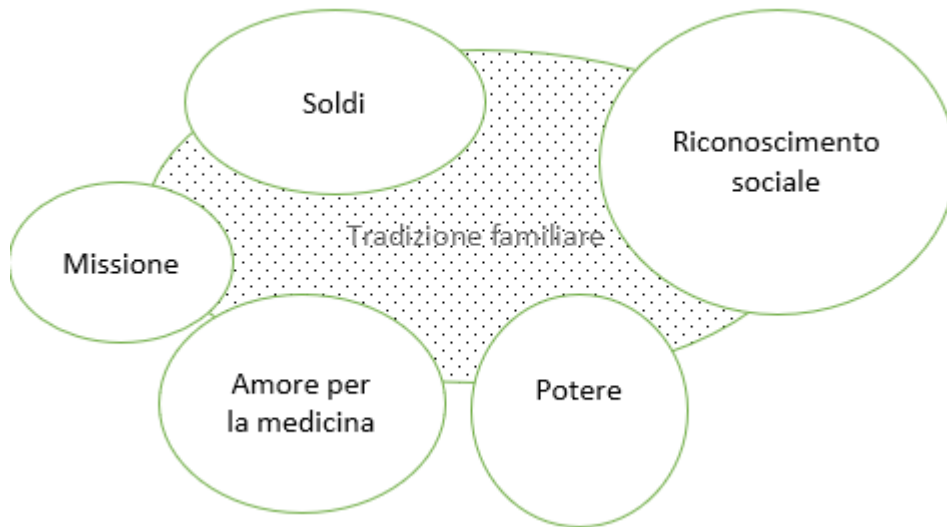 Soldi
Riconoscimento
sociale
Tradizione familiare
Missione
Amore per
la medicina
Potere